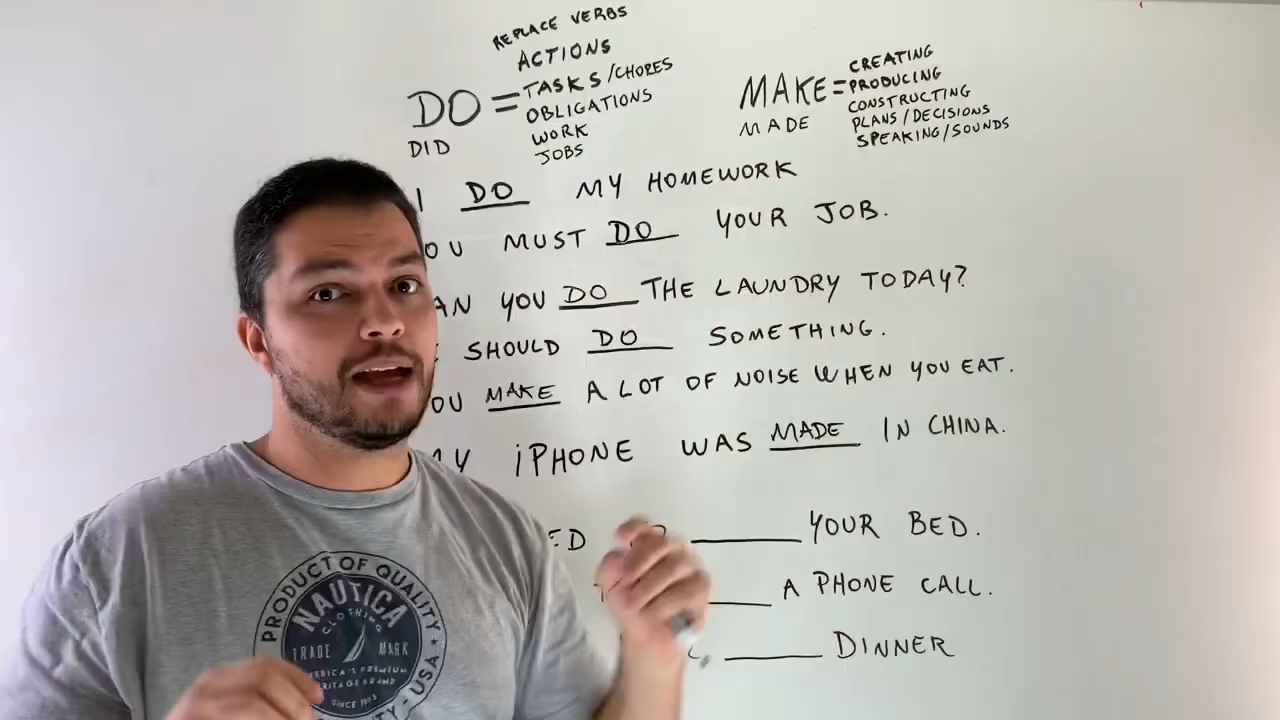 REPLACE VERBS
ACTIONS
TASKS/CHORES
DO = OBLIGATIONS
DID WORK
JOBS
CREATING
MAKE = PRODUCING
CONSTRUCTING
MADE PLANS/DECISIONS
SPEAKING/SOUNDS
I DO MY HOMEWORK
MUST DO YOUR JOB.
YOU DO THE LAUNDRY TODAY?
SHOULD DO SOMETHING.
MAKE A LOT OF NOISE WHEN YOU EAT.
iPHONE WAS MADE IN CHINA.
YOUR BED.
A PHONE CALL.
DINNER
PRODUCT OF QUALITY
NAUTICA
CLOTHING
TRADE MARK
SINCE 1983
USA